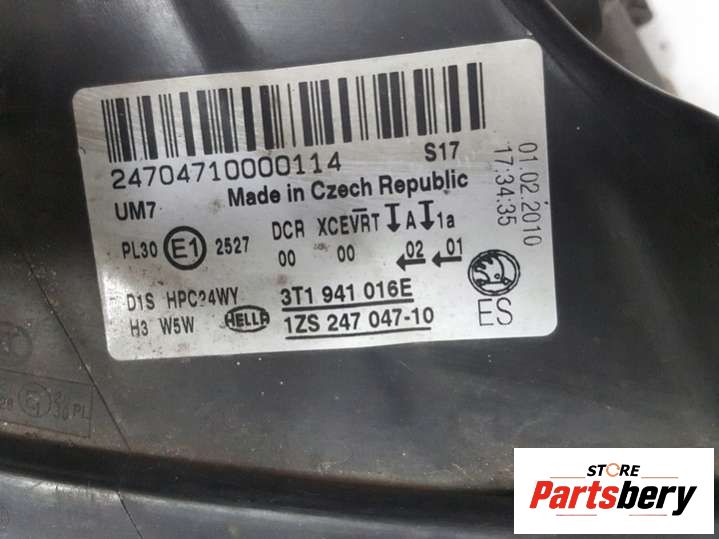 24704710000114 S17
Made in Czech Republic
UM7
PL30 E1 2527 DCR XCEVRT A 1a
00 00 02 01
D1S HPC24WY 3T1 941 016E
H3 W5W HELLA 1ZS 247 047-10
ES
01.02.2010
17:34:35
STORE
Partsbery